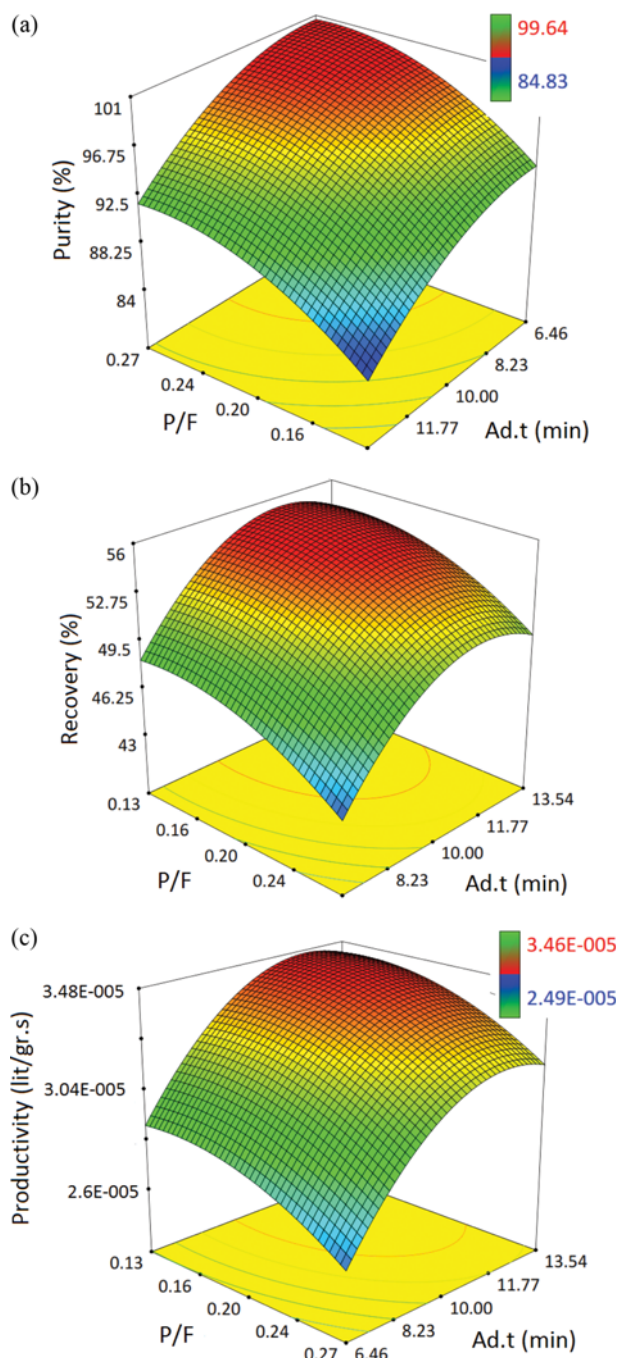 (a)
99.64
84.83
101
96.75
92.5
88.25
84
Purity (%)
0.27
0.24
0.20
0.16
P/F
6.46
8.23
10.00
11.77
Ad.t (min)
(b)
56
52.75
49.5
46.25
43
Recovery (%)
0.13
0.16
0.20
0.24
P/F
13.54
11.77
10.00
8.23
Ad.t (min)
(c)
3.46E-005
2.49E-005
3.48E-005
3.04E-005
2.6E-005
Productivity (lit/gr.s)
0.13
0.16
0.20
0.24
0.27
P/F
13.54
11.77
10.00
8.23
6.46
Ad.t (min)